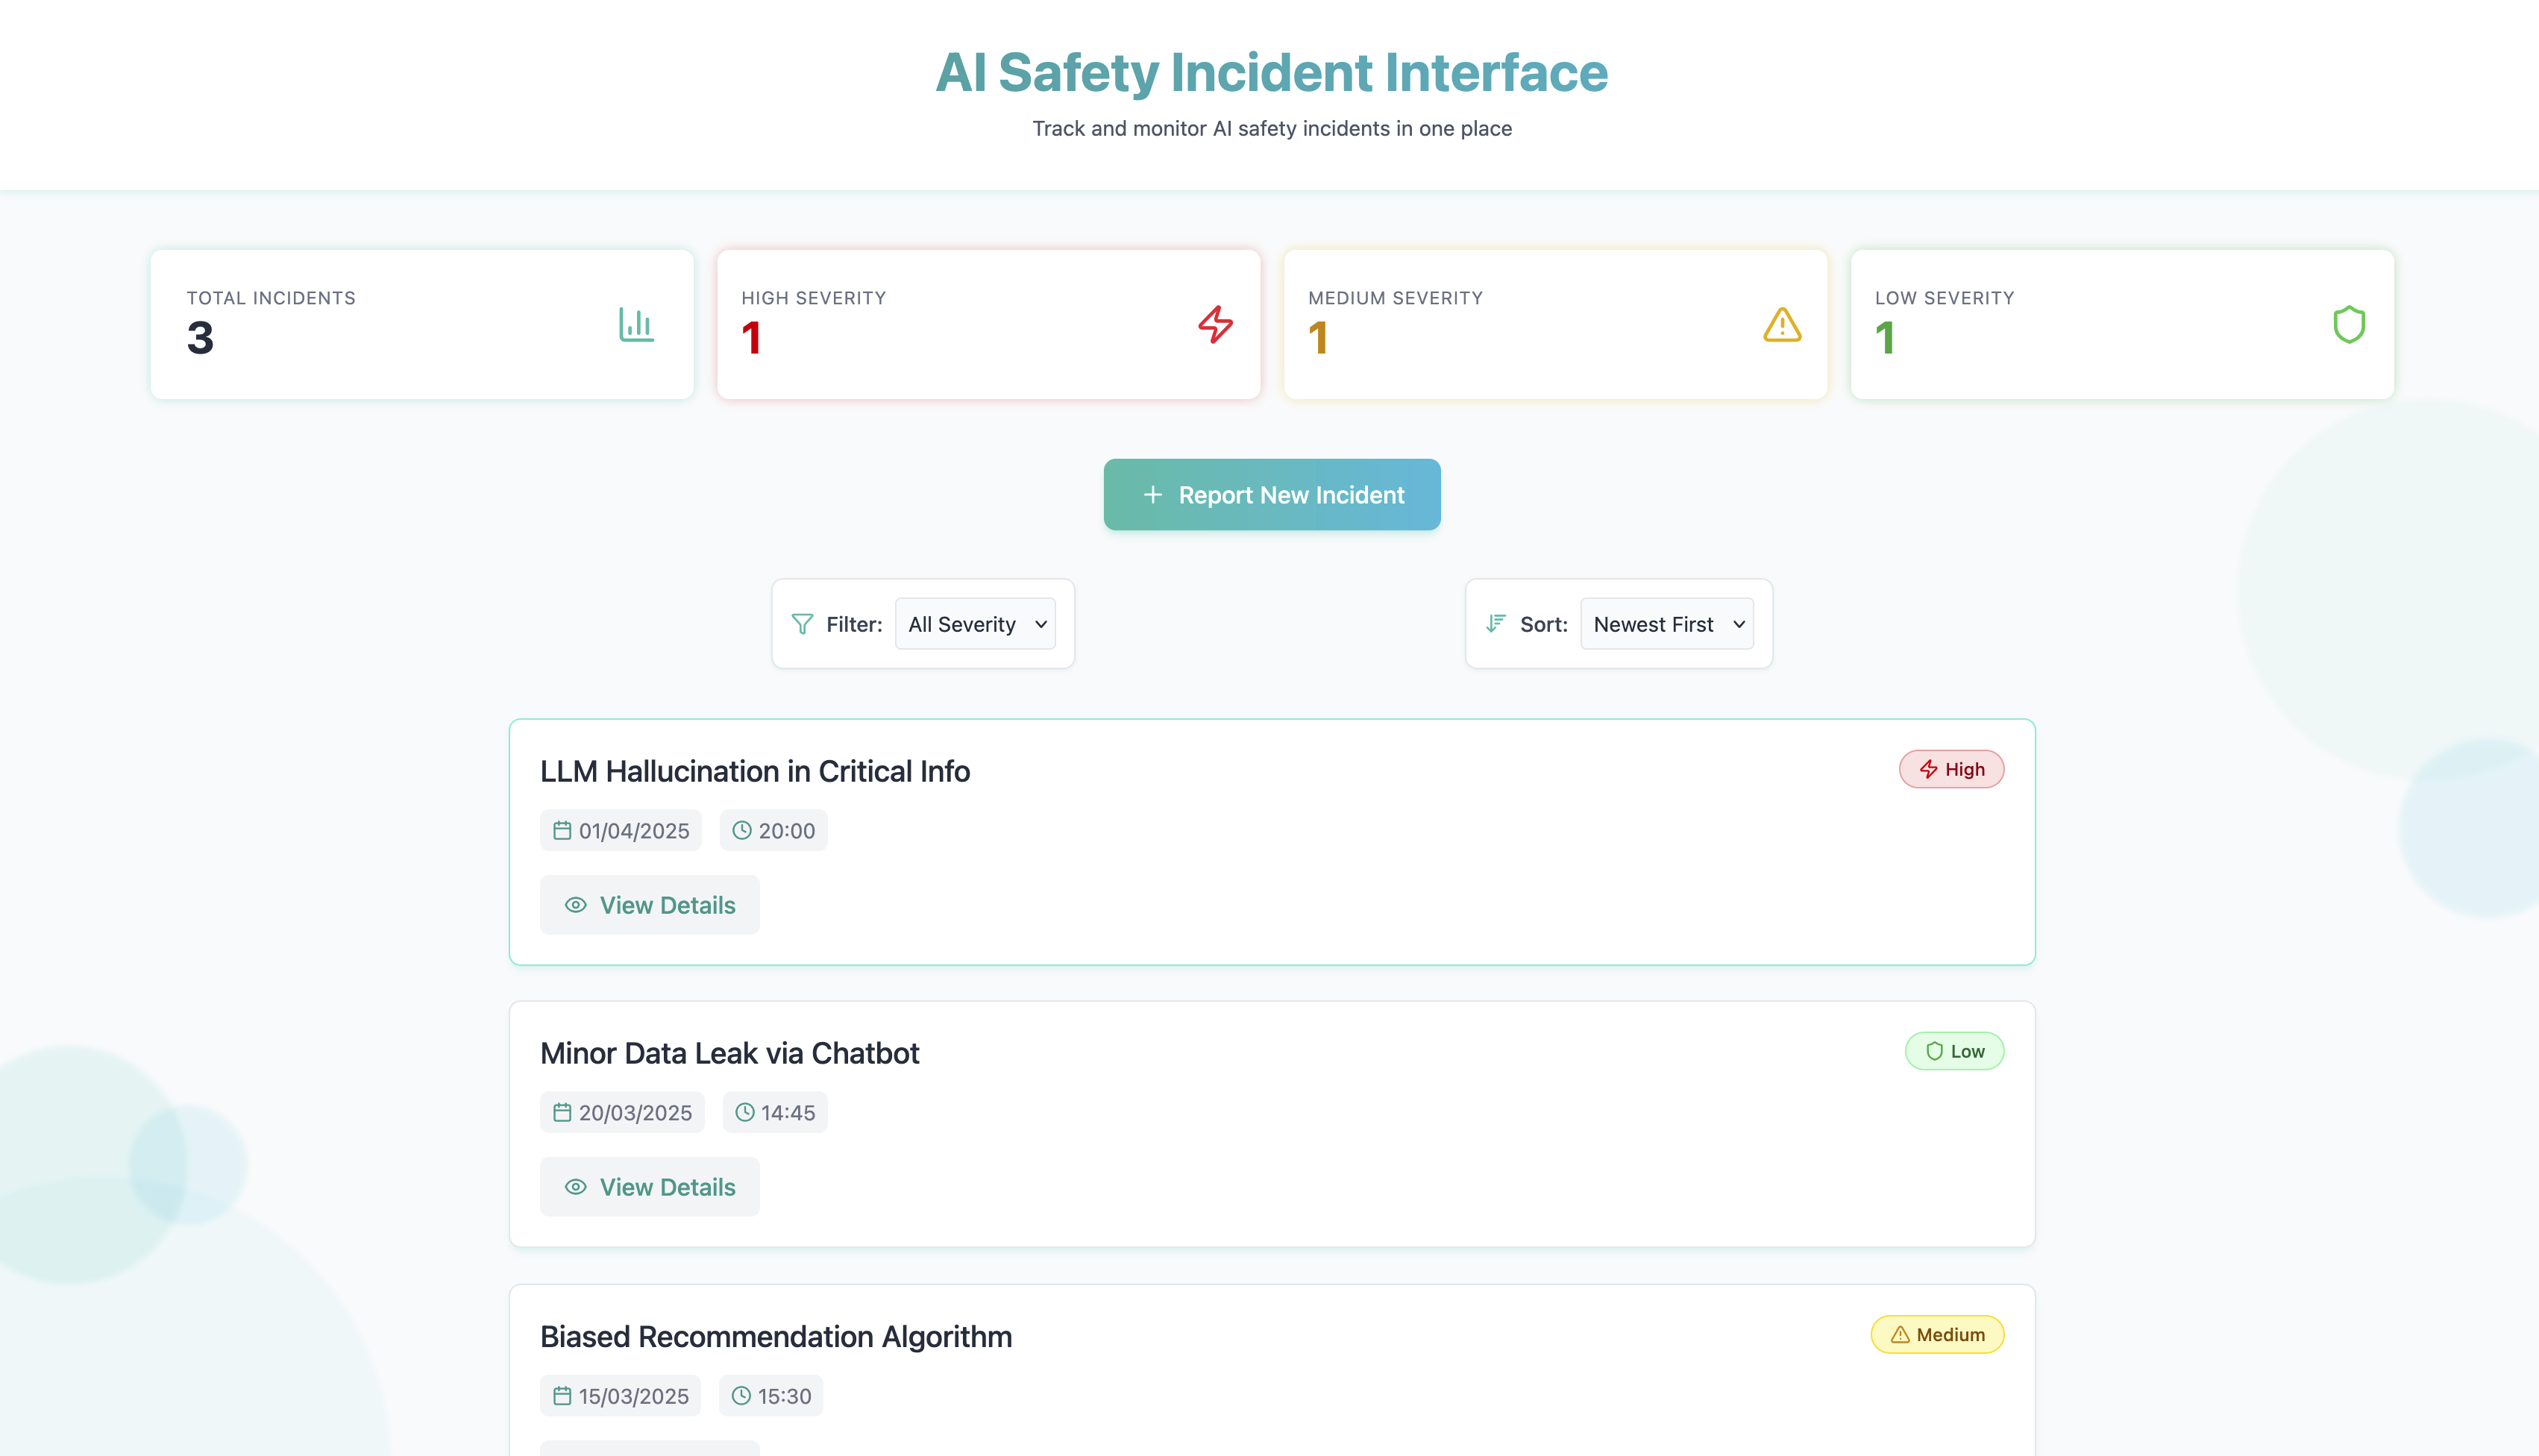 AI Safety Incident Interface
Track and monitor AI safety incidents in one place
TOTAL INCIDENTS
3
HIGH SEVERITY
1
MEDIUM SEVERITY
1
LOW SEVERITY
1
Report New Incident
Filter: All Severity
Sort: Newest First
LLM Hallucination in Critical Info
High
01/04/2025 20:00
View Details
Minor Data Leak via Chatbot
Low
20/03/2025 14:45
View Details
Biased Recommendation Algorithm
Medium
15/03/2025 15:30